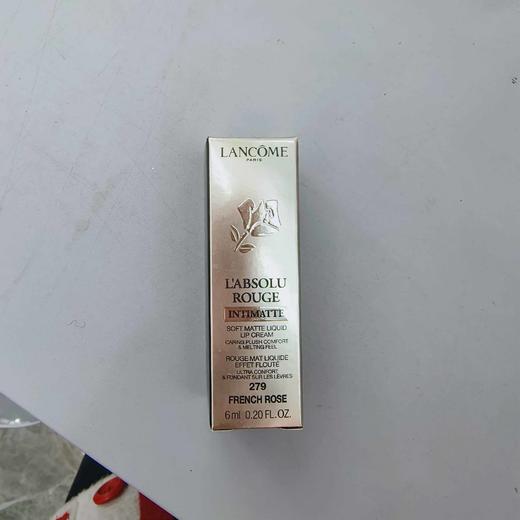 LANCÔME
PARIS
L'ABSOLU
ROUGE
INTIMATTE
SOFT MATTE LIQUID
LIP CREAM
CARING PLUSH COMFORT
& MELTING FEEL
ROUGE MAT LIQUIDE
EFFET FLOUTÉ
ULTRA CONFORT
& FONDANT SUR LES LÈVRES
279
FRENCH ROSE
6 ml 0.20 FL.OZ.